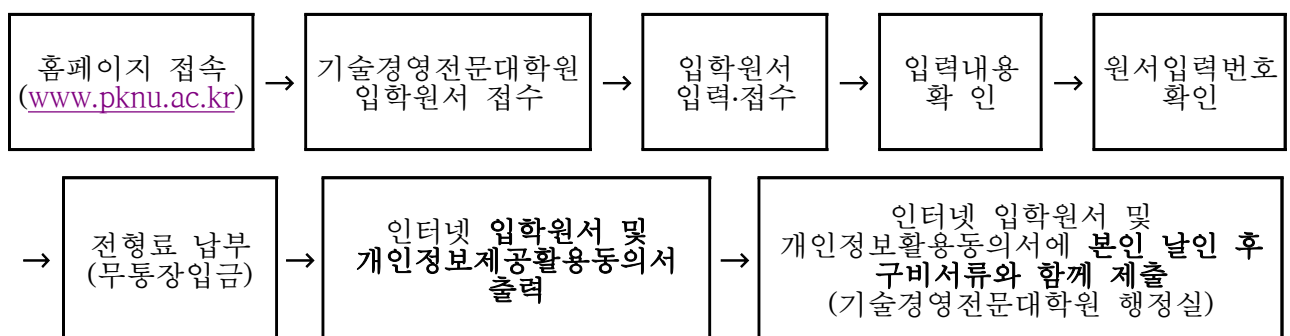 홈페이지 접속
(www.pknu.ac.kr)
→
기술경영전문대학원
입학원서 접수
→
입학원서
입력·접수
→
입력내용
확 인
→
원서입력번호
확인
→
전형료 납부
(무통장입금)
→
인터넷 입학원서 및
개인정보제공활용동의서
출력
→
인터넷 입학원서 및
개인정보활용동의서에 본인 날인 후
구비서류와 함께 제출
(기술경영전문대학원 행정실)